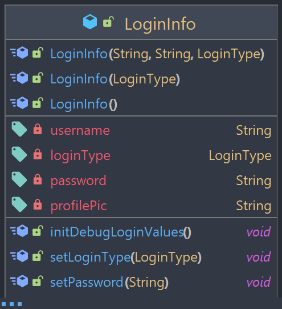 LoginInfo
LoginInfo(String, String, LoginType)
LoginInfo(LoginType)
LoginInfo()
username String
loginType LoginType
password String
profilePic String
initDebugLoginValues() void
setLoginType(LoginType) void
setPassword(String) void